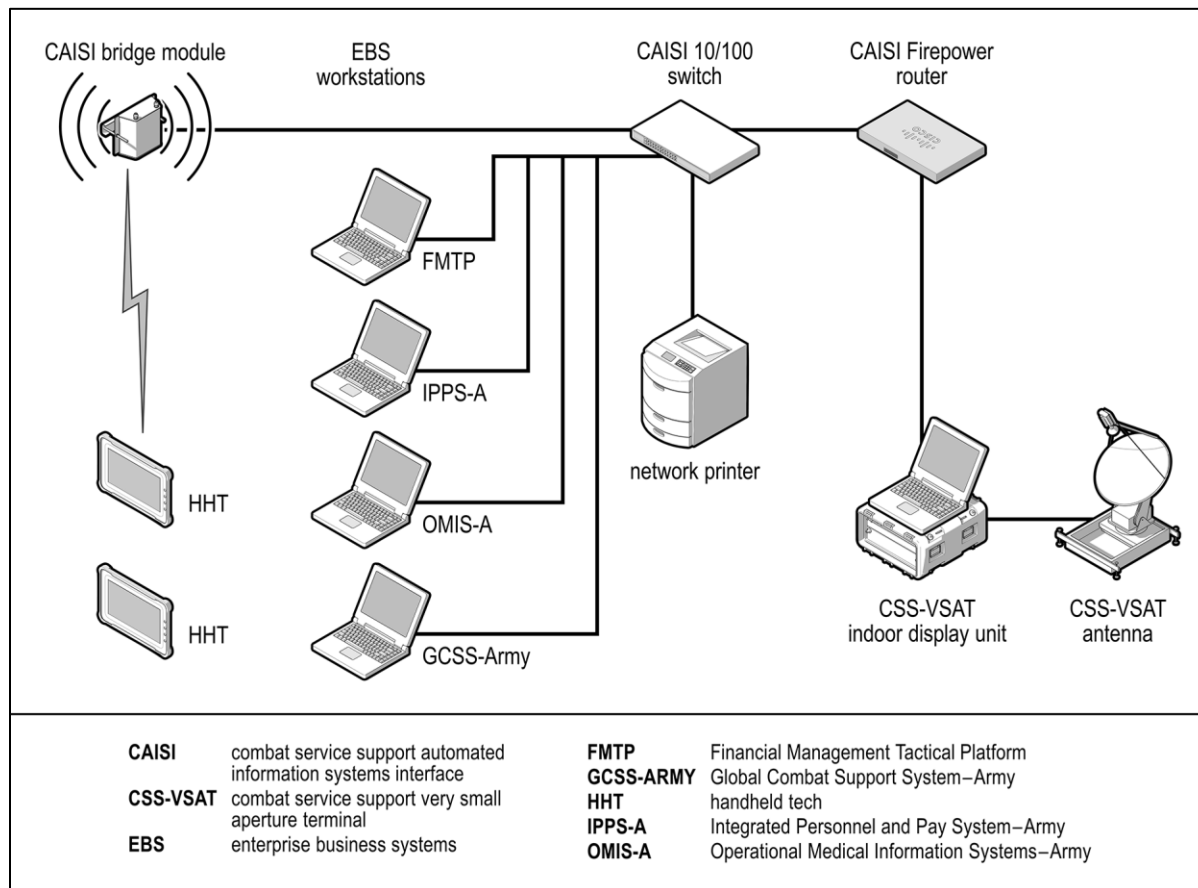 CAISI bridge module
EBS
workstations
CAISI 10/100
switch
CAISI Firepower
router
CISCO
FMTP
IPPS-A
OMIS-A
GCSS-Army
HHT
HHT
network printer
CSS-VSAT
indoor display unit
CSS-VSAT
antenna
CAISI combat service support automated
information systems interface
CSS-VSAT combat service support very small
aperture terminal
EBS enterprise business systems
FMTP Financial Management Tactical Platform
GCSS-ARMY Global Combat Support System–Army
HHT handheld tech
IPPS-A Integrated Personnel and Pay System–Army
OMIS-A Operational Medical Information Systems–Army